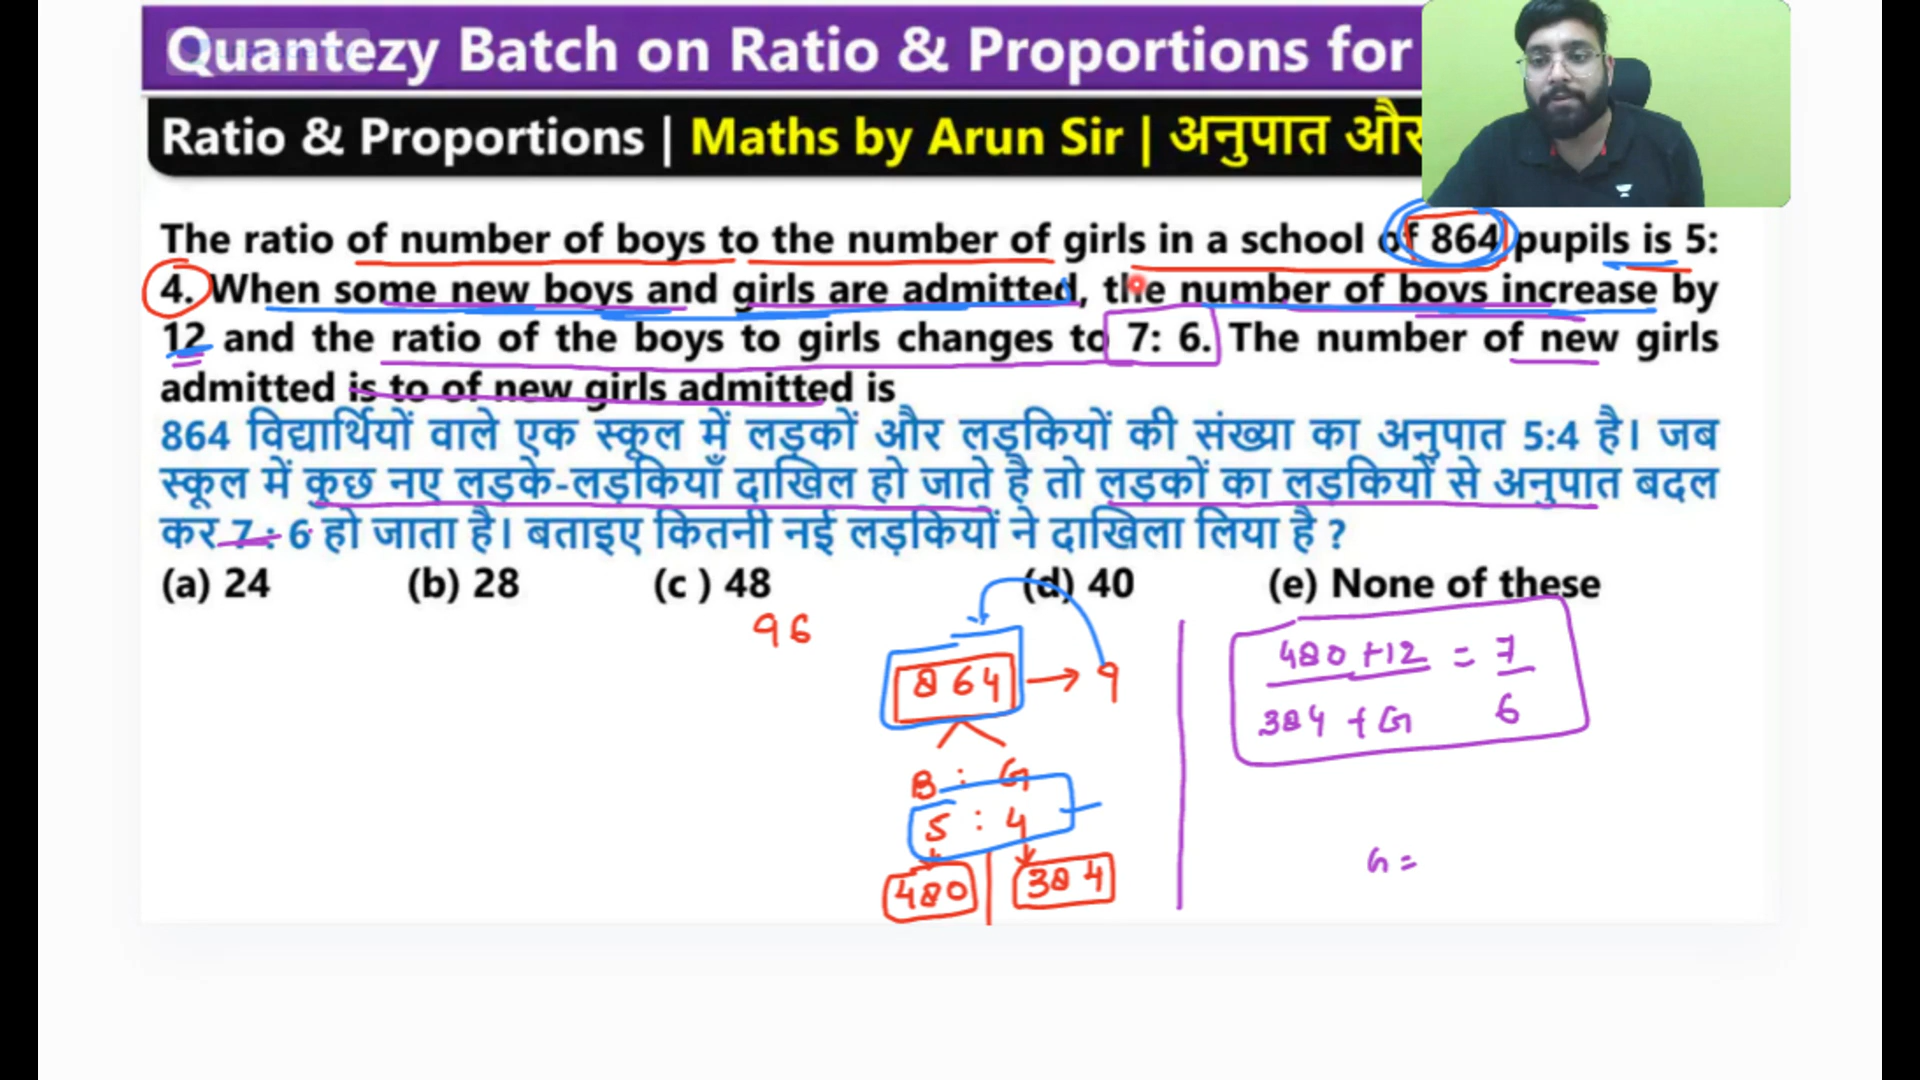 Quantezy Batch on Ratio & Proportions for
Ratio & Proportions | Maths by Arun Sir | अनुपात और
The ratio of number of boys to the number of girls in a school of 864 pupils is 5:
4. When some new boys and girls are admitted, the number of boys increase by
12 and the ratio of the boys to girls changes to 7: 6. The number of new girls
admitted is to of new girls admitted is
864 विद्यार्थियों वाले एक स्कूल में लड़कों और लड़कियों की संख्या का अनुपात 5:4 है। जब
स्कूल में कुछ नए लड़के-लड़कियाँ दाखिल हो जाते है तो लड़कों का लड़कियों से अनुपात बदल
कर 7 : 6 हो जाता है। बताइए कितनी नई लड़कियों ने दाखिला लिया है ?
(a) 24 (b) 28 (c ) 48 (d) 40 (e) None of these
96
864 → 9
B : G
5 : 4
480 384
480 +12 = 7
384 + G 6
G =